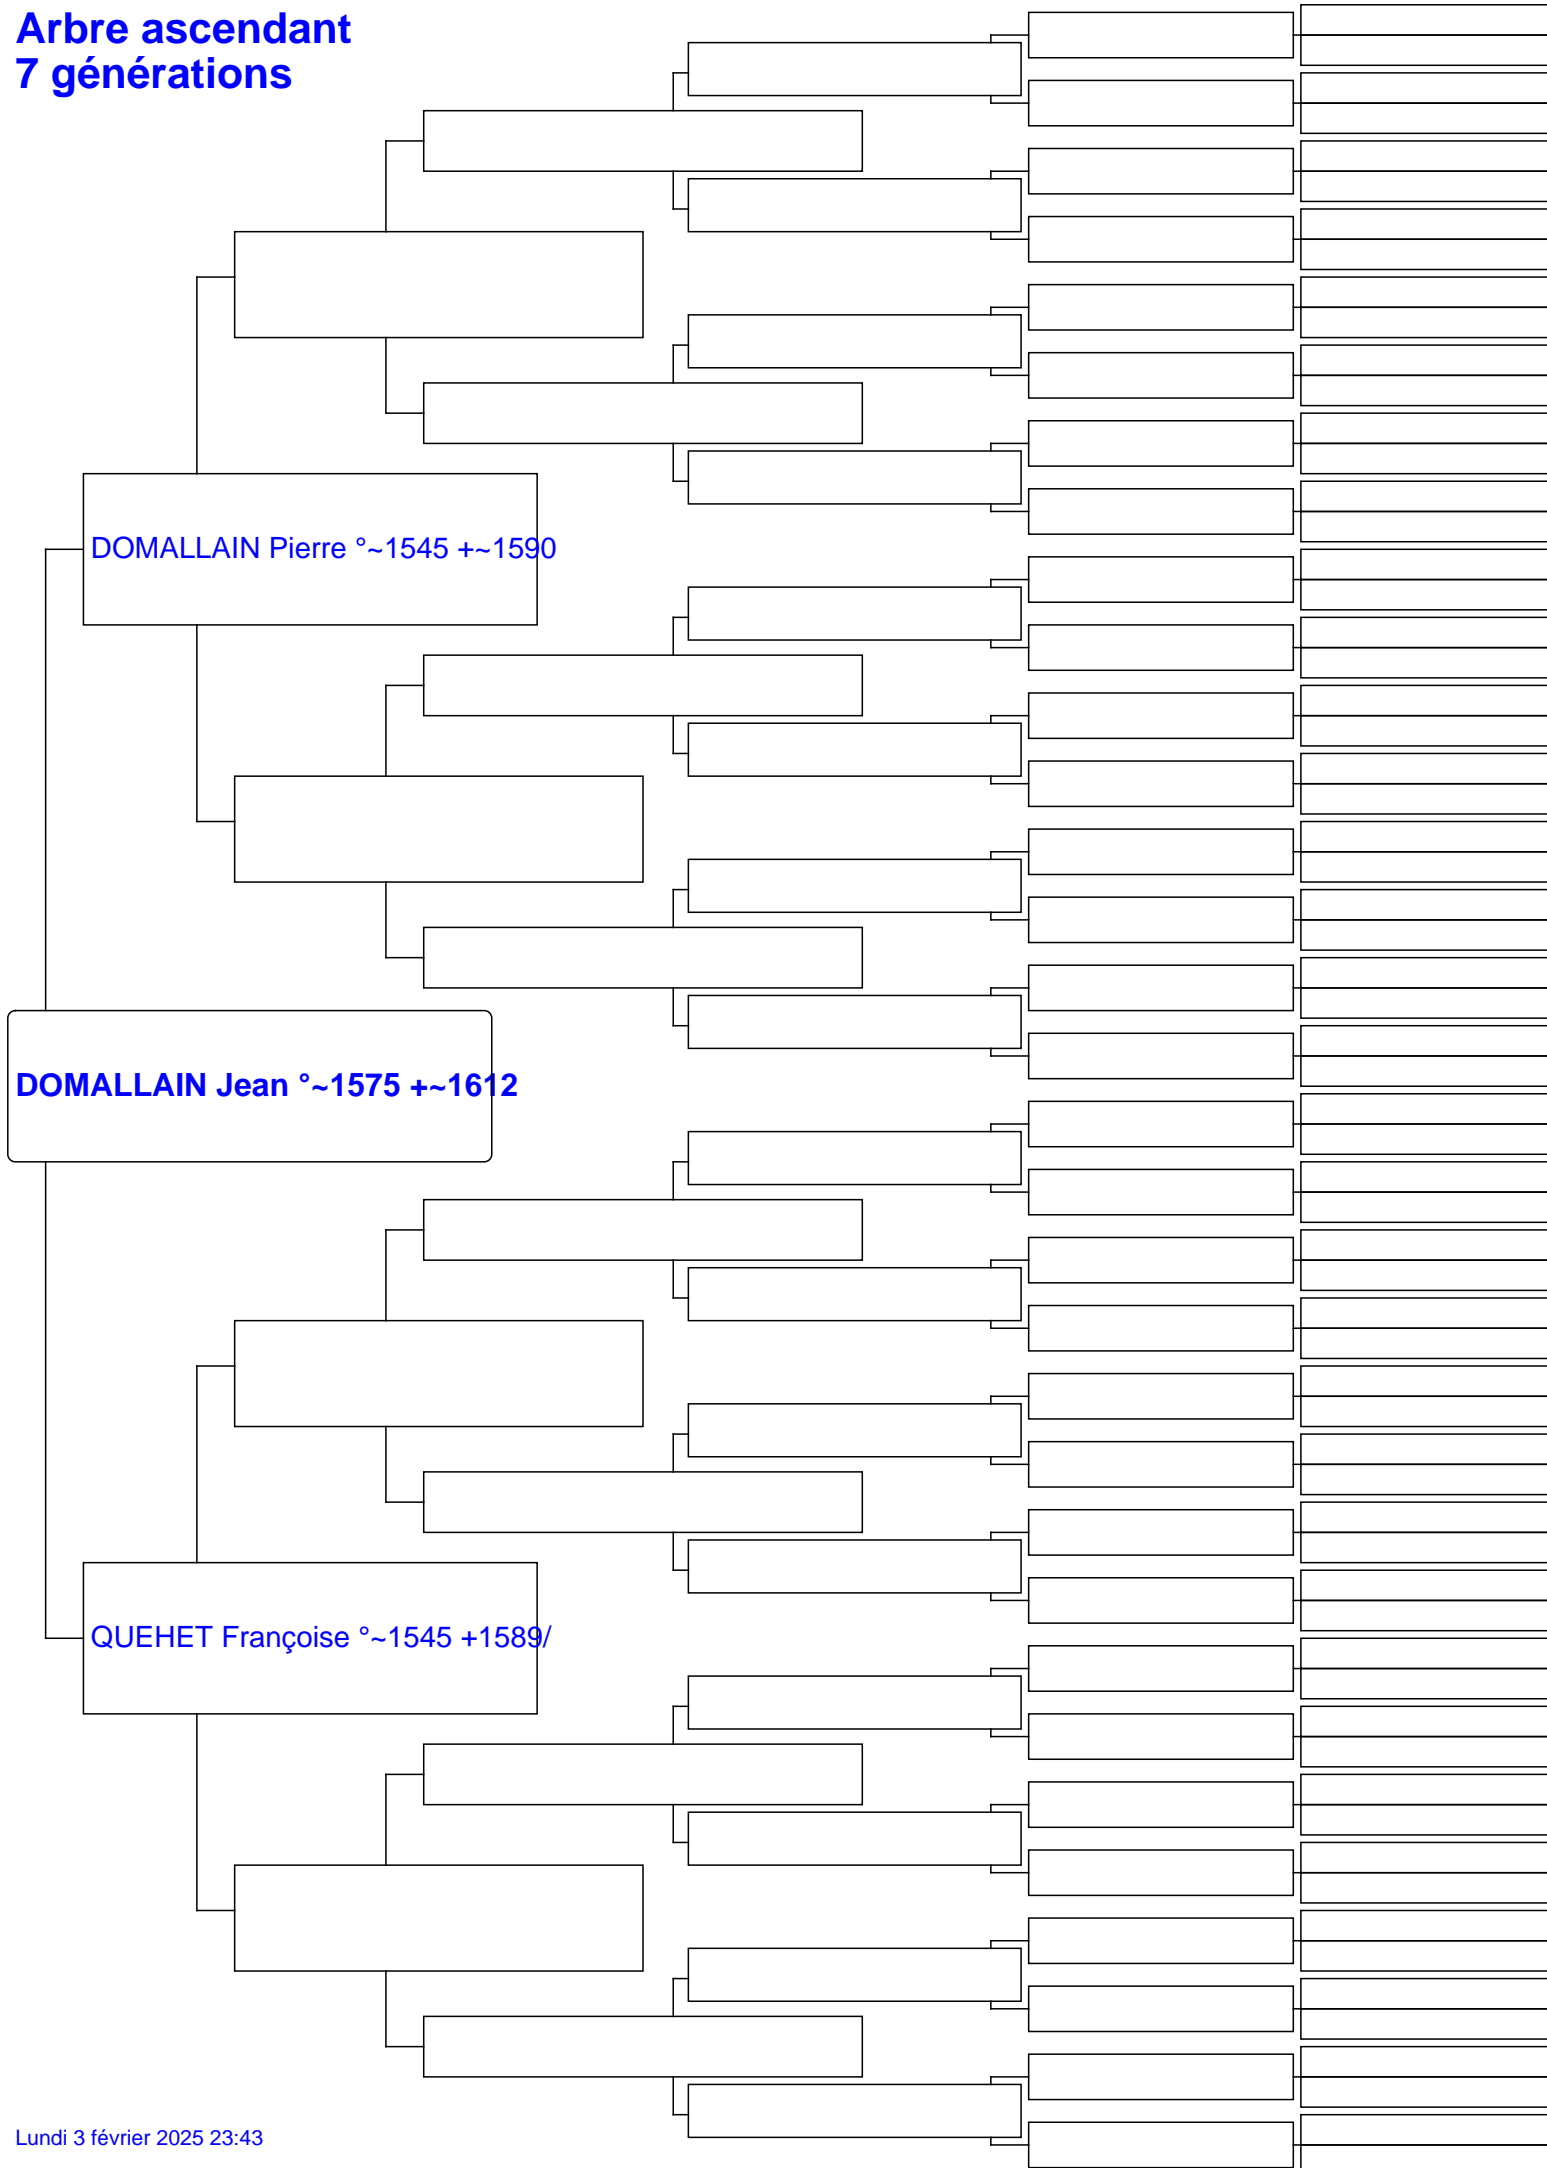 Arbre ascendant
7 générations
DOMALLAIN Pierre °~1545 +~1590
DOMALLAIN Jean °~1575 +~1612
QUEHET Françoise °~1545 +1589/
Lundi 3 février 2025 23:43